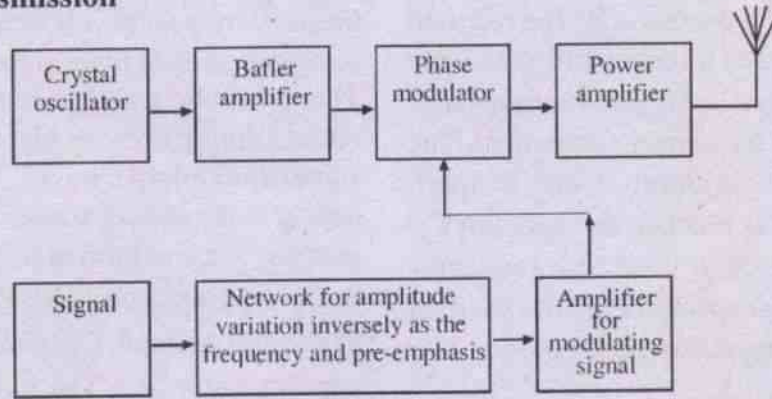 Crystal
oscillator
Bafler
amplifier
Phase
modulator
Power
amplifier
Signal
Network for amplitude
variation inversely as the
frequency and pre-emphasis
Amplifier
for
modulating
signal